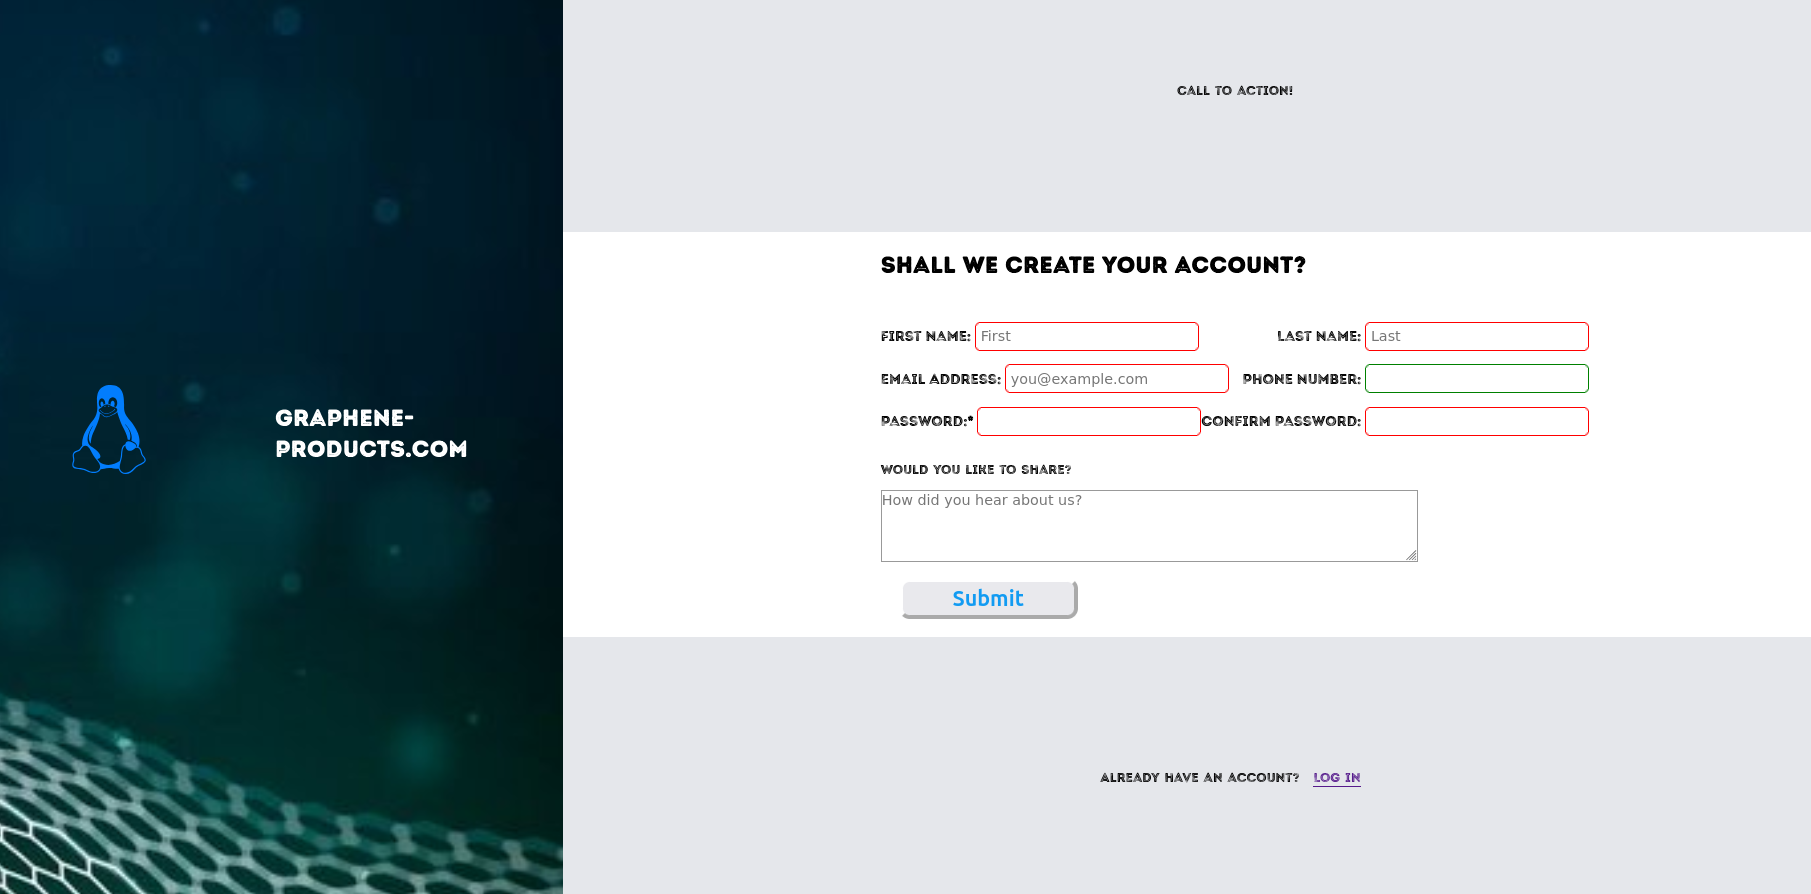 GRAPHENE-
PRODUCTS.COM
CALL TO ACTION!
SHALL WE CREATE YOUR ACCOUNT?
FIRST NAME: First LAST NAME: Last
EMAIL ADDRESS: you@example.com PHONE NUMBER:
PASSWORD:* CONFIRM PASSWORD:
WOULD YOU LIKE TO SHARE?
How did you hear about us?
Submit
ALREADY HAVE AN ACCOUNT? LOG IN